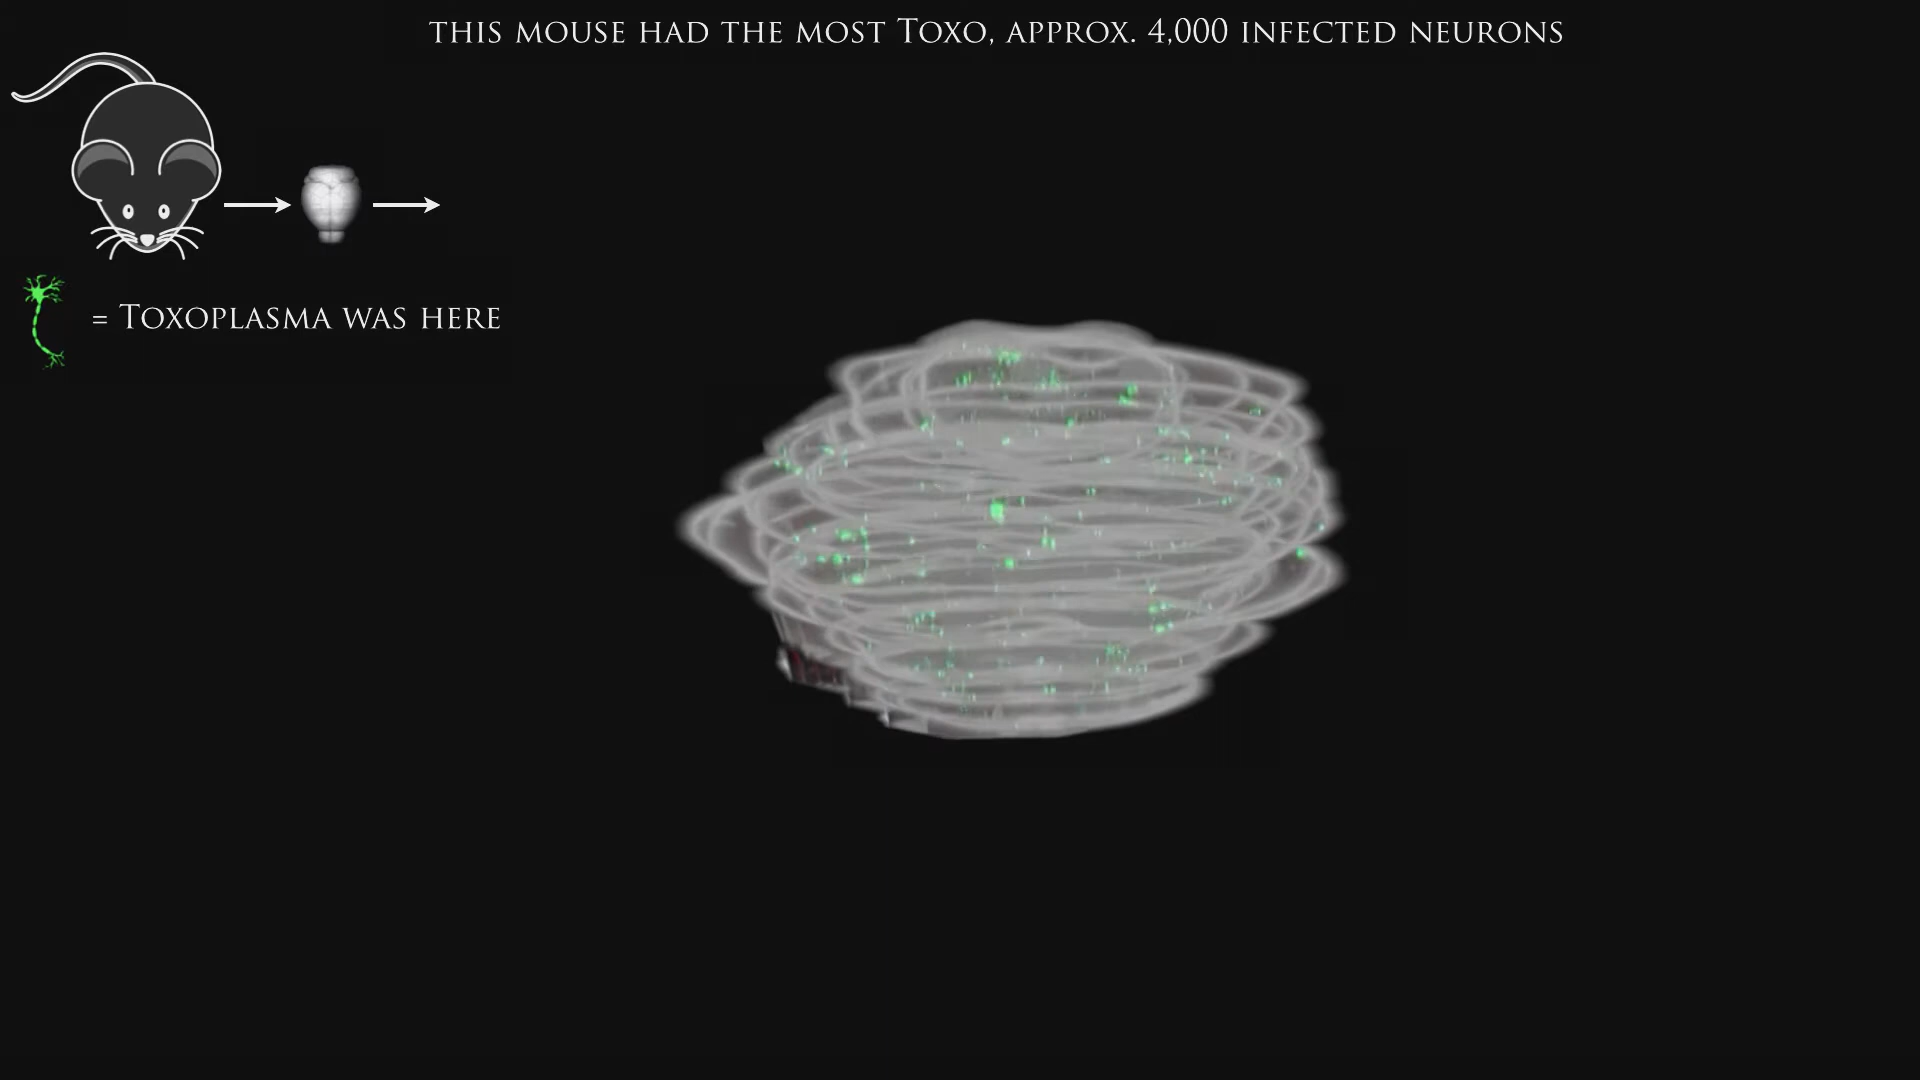 this mouse had the most Toxo, approx. 4,000 infected neurons
= Toxoplasma was here